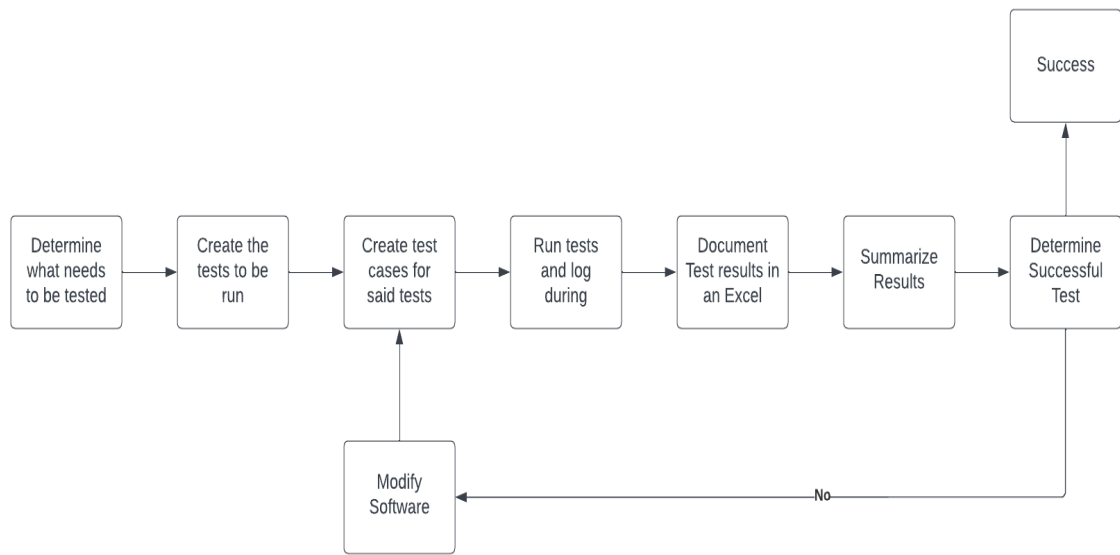 Success
Determine
what needs
to be tested
Create the
tests to be
run
Create test
cases for
said tests
Run tests
and log
during
Document
Test results in
an Excel
Summarize
Results
Determine
Successful
Test
Modify
Software
No